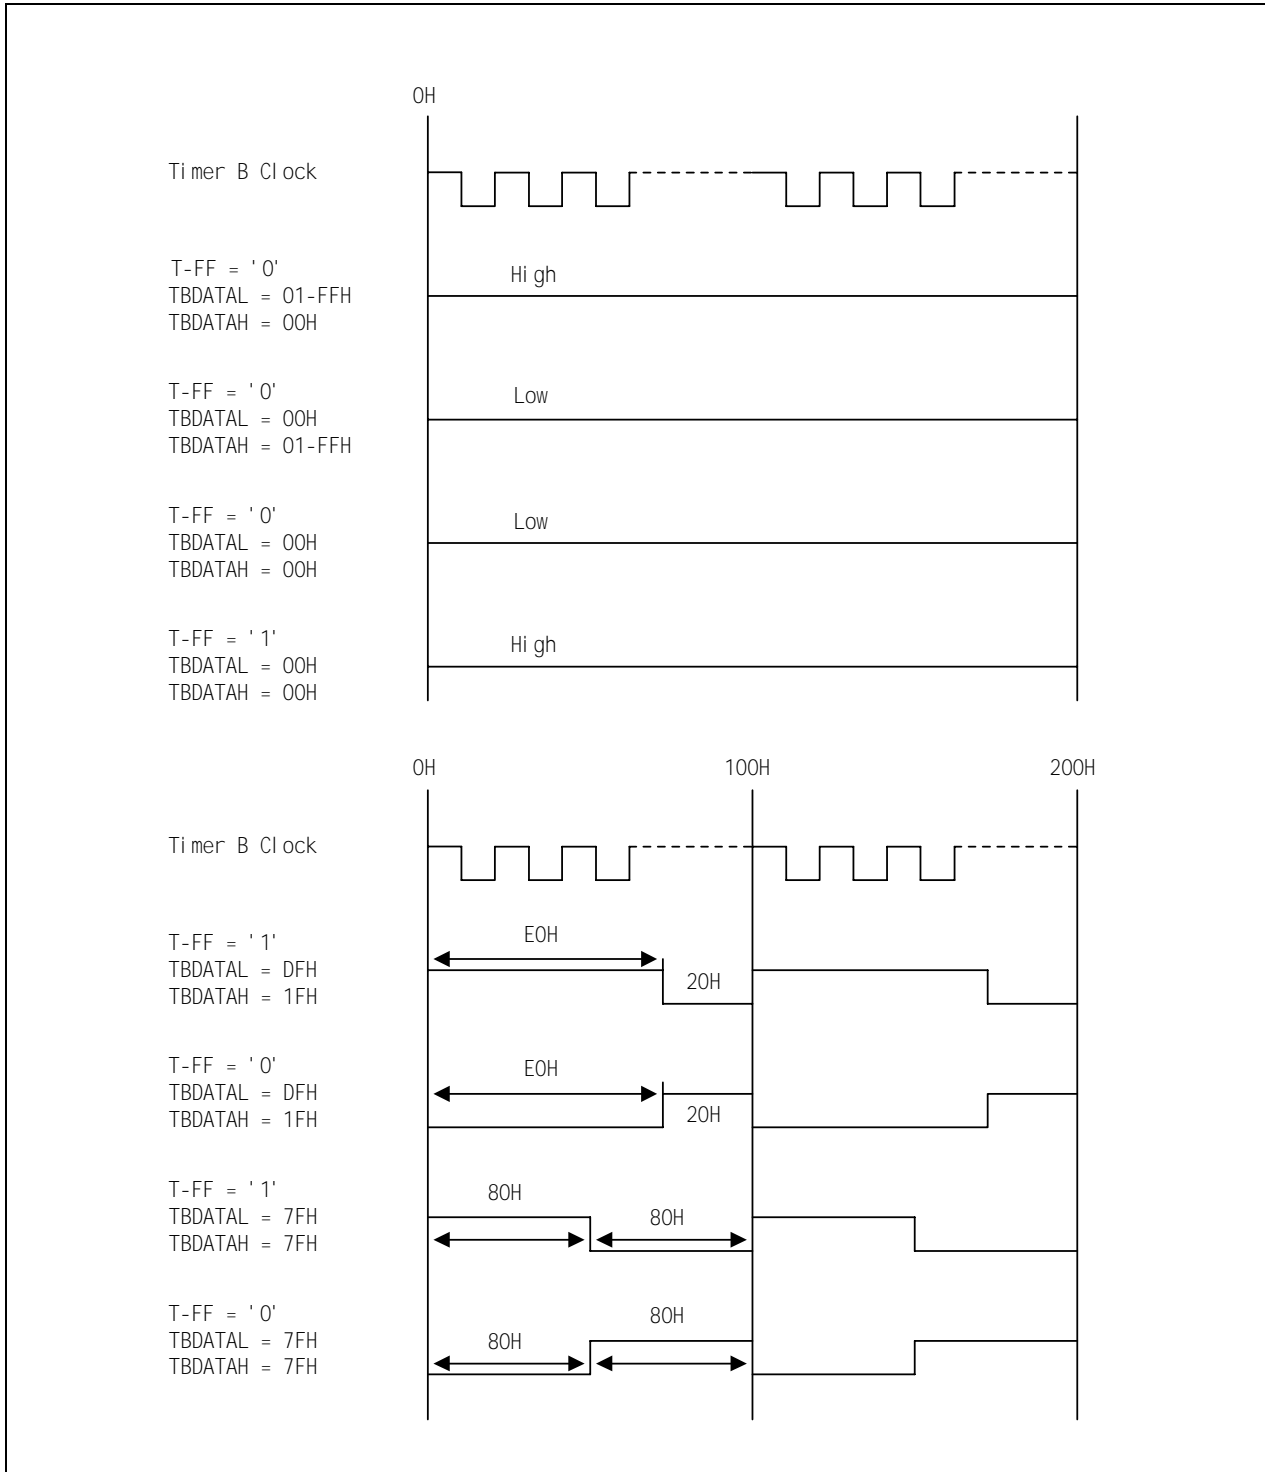 0H
Timer B Clock
T-FF = '0'
TBDATAL = 01-FFH
TBDATAH = 00H
High
T-FF = '0'
TBDATAL = 00H
TBDATAH = 01-FFH
Low
T-FF = '0'
TBDATAL = 00H
TBDATAH = 00H
Low
T-FF = '1'
TBDATAL = 00H
TBDATAH = 00H
High
0H 100H 200H
Timer B Clock
T-FF = '1'
TBDATAL = DFH
TBDATAH = 1FH
E0H
20H
T-FF = '0'
TBDATAL = DFH
TBDATAH = 1FH
E0H
20H
T-FF = '1'
TBDATAL = 7FH
TBDATAH = 7FH
80H
80H
T-FF = '0'
TBDATAL = 7FH
TBDATAH = 7FH
80H
80H